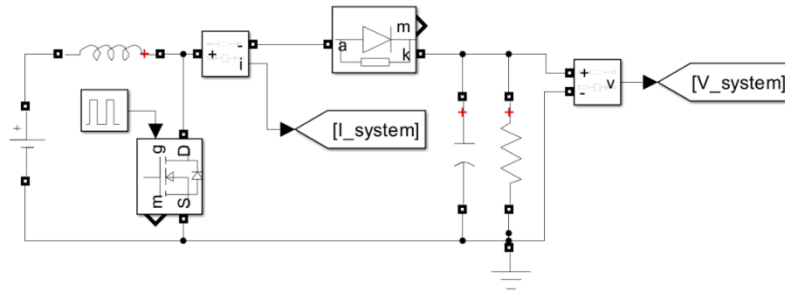 m
-
+
i
a
k
+
-
v
[V_system]
[I_system]
g
D
m
S
+